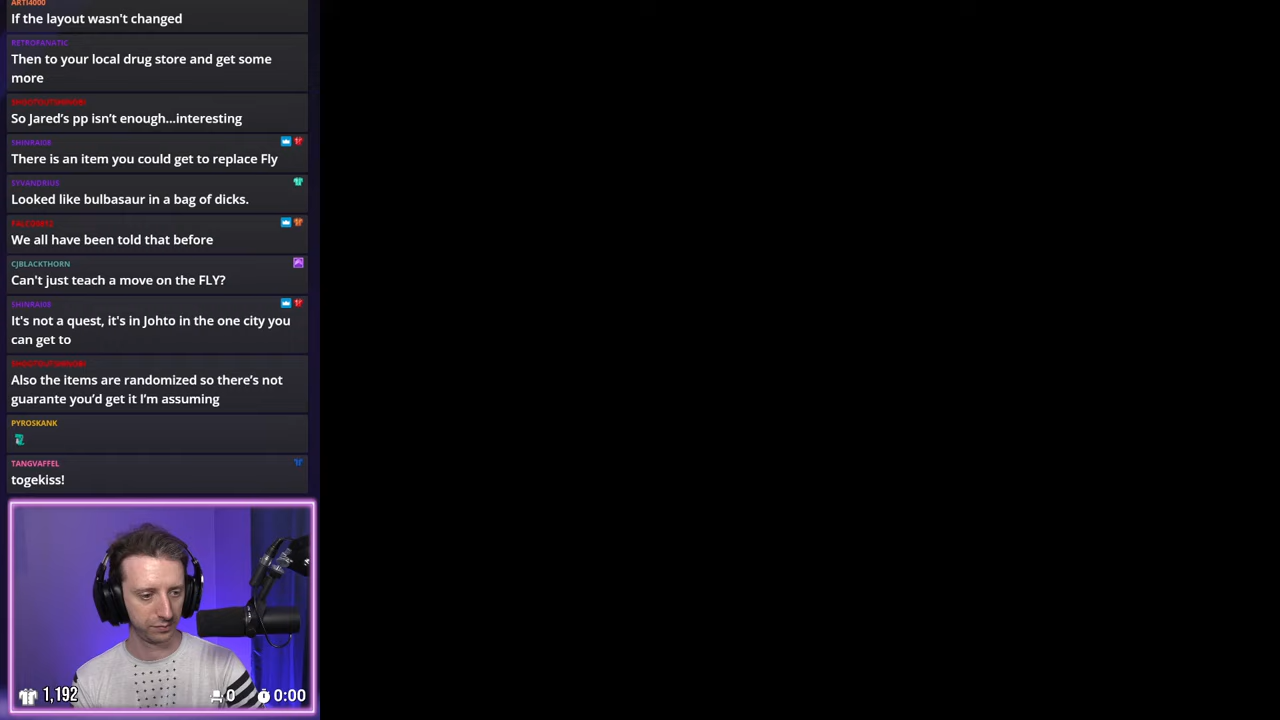 ARTI4000
If the layout wasn't changed
RETROFANATIC
Then to your local drug store and get some
more
So Jared's pp isn't enough...interesting
There is an item you could get to replace Fly
SYVANDRIUS
Looked like bulbasaur in a bag of dicks.
We all have been told that before
CJBLACKTHORN
Can't just teach a move on the FLY?
It's not a quest, it's in Johto in the one city you
can get to
Also the items are randomized so there's not
guarante you'd get it I'm assuming
PYROSKANK
TANGVAFFEL
togekiss!
1,192
0
0:00